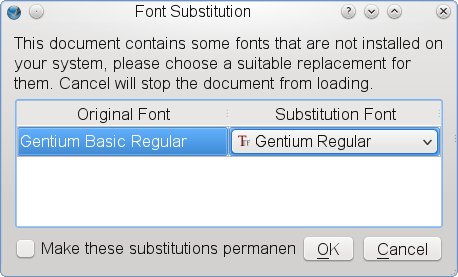 Font Substitution
This document contains some fonts that are not installed on
your system, please choose a suitable replacement for
them. Cancel will stop the document from loading.
Original Font Substitution Font
Gentium Basic Regular Gentium Regular
Make these substitutions permanen OK Cancel